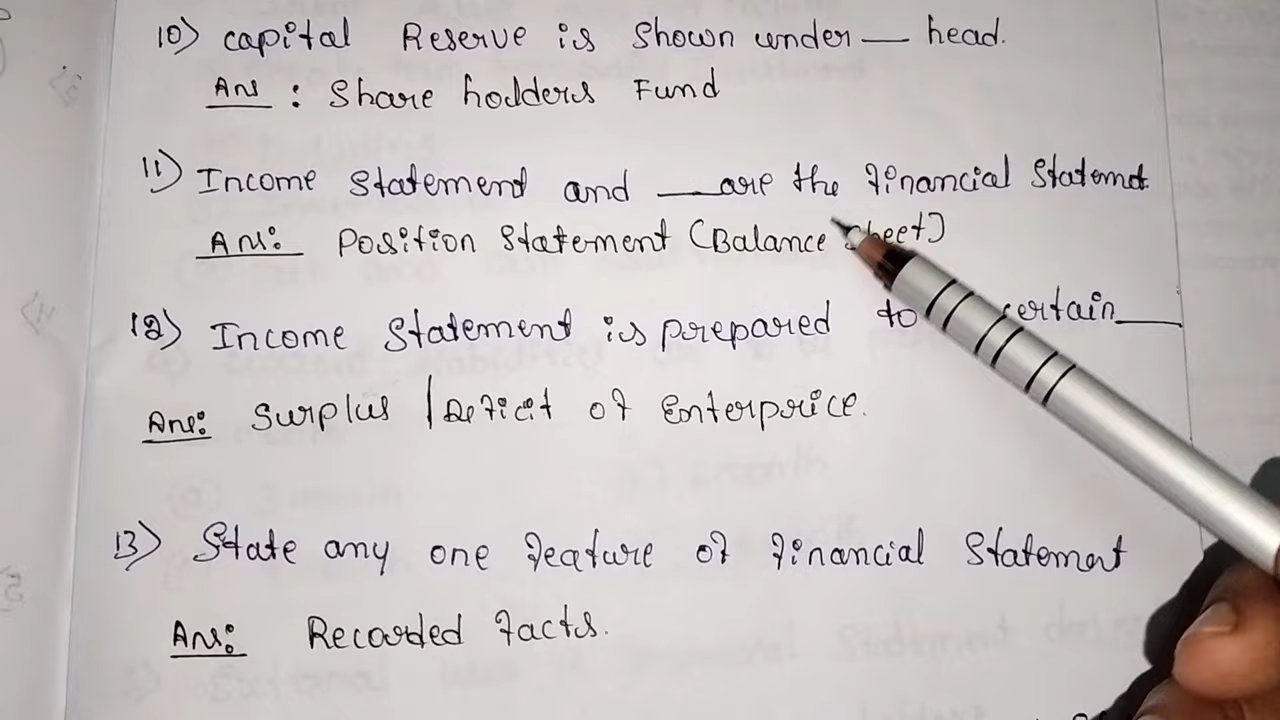 10) Capital Reserve is shown under — head.
Ans : Share holders Fund
11) Income Statement and — are the Financial Statemnt
Ans: Position Statement (Balance Sheet)
12) Income Statement is prepared to certain —
Ans: Surplus / Deficit of Enterprice.
13) State any one Feature of Financial Statement
Ans: Recorded Facts.